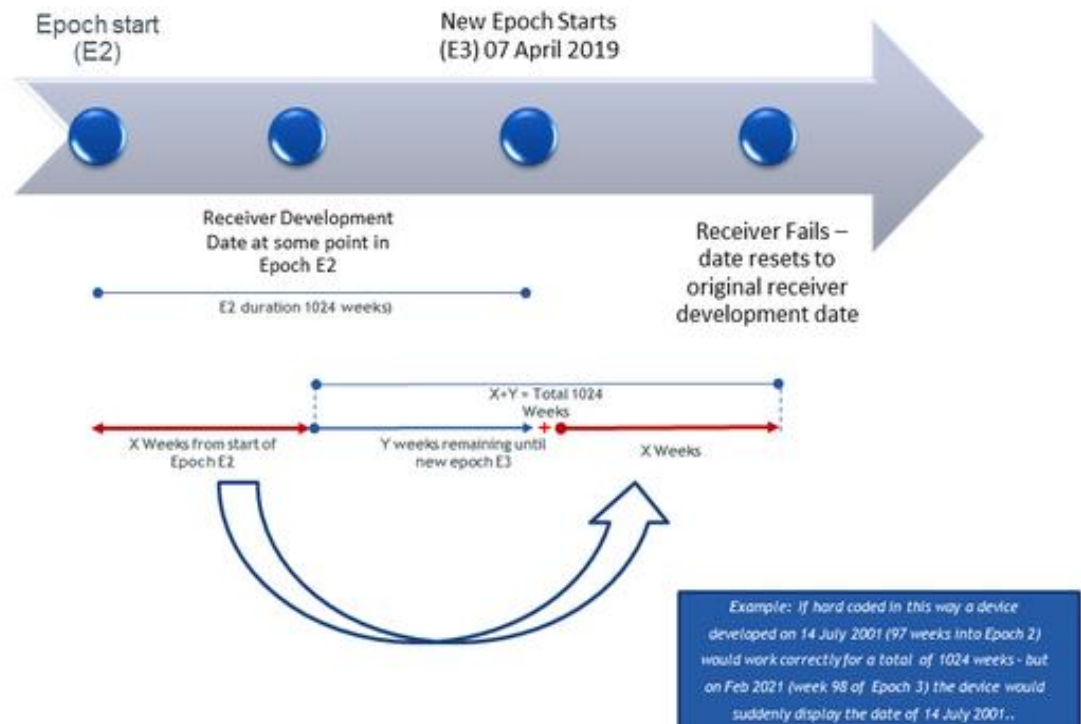 Epoch start
(E2)
New Epoch Starts
(E3) 07 April 2019
Receiver Development
Date at some point in
Epoch E2
Receiver Fails –
date resets to
original receiver
development date
E2 duration 1024 weeks)
X+Y = Total 1024
Weeks
+
X Weeks from start of
Epoch E2
Y weeks remaining until
new epoch E3
X Weeks
Example: If hard coded in this way a device
developed on 14 July 2001 (97 weeks into Epoch 2)
would work correctly for a total of 1024 weeks - but
on Feb 2021 (week 98 of Epoch 3) the device would
suddenly display the date of 14 July 2001..